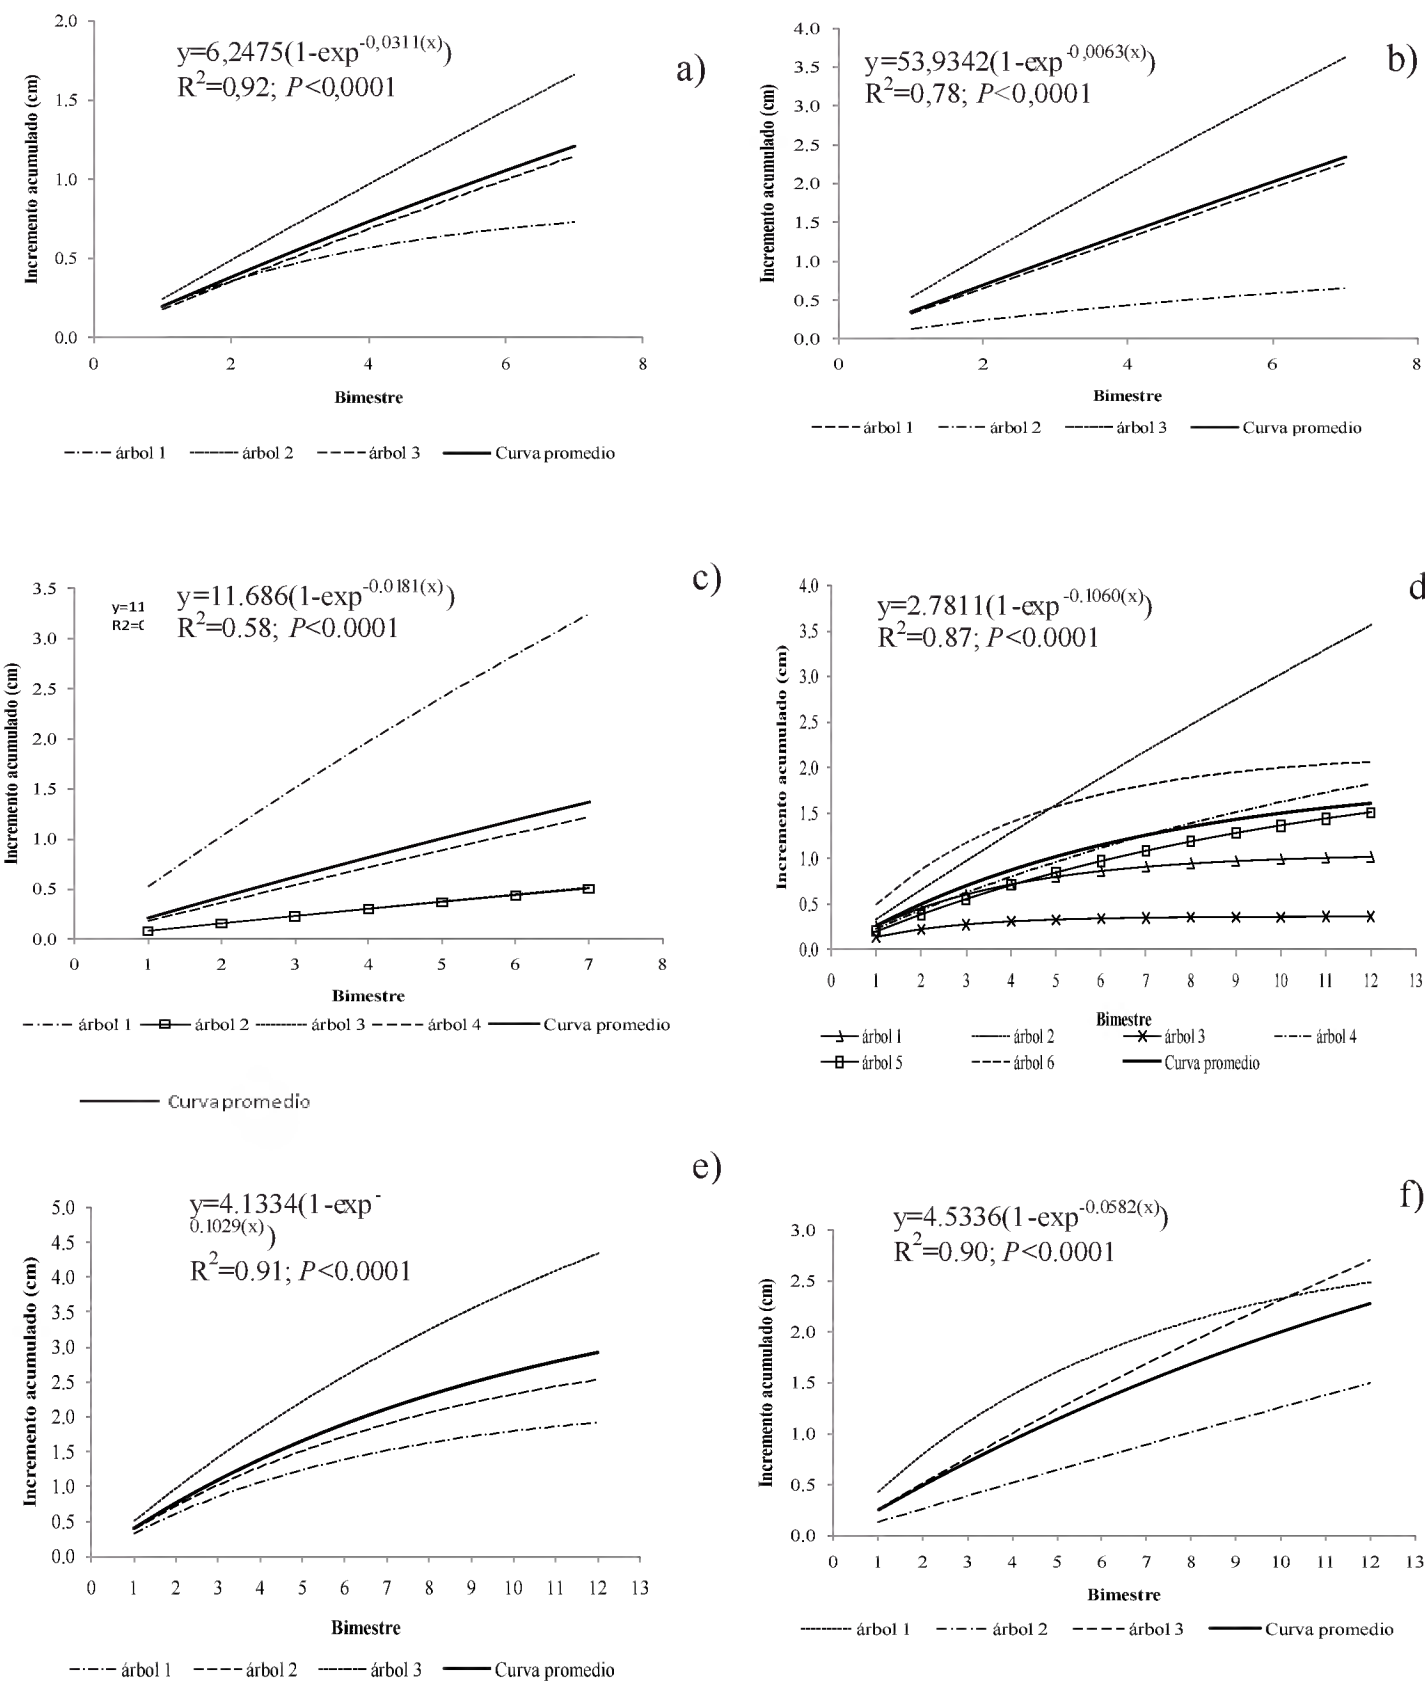 y=6,2475(1-exp-0,0311(x))
R2=0,92; P<0,0001
a)
Incremento acumulado (cm)
2.0
1.5
1.0
0.5
0.0
0 2 4 6 8
Bimestre
árbol 1 árbol 2 árbol 3 Curva promedio
y=53,9342(1-exp-0,0063(x))
R2=0,78; P<0,0001
b)
Incremento acumulado (cm)
4.0
3.5
3.0
2.5
2.0
1.5
1.0
0.5
0.0
0 2 4 6 8
Bimestre
árbol 1 árbol 2 árbol 3 Curva promedio
y=11
R2=0
y=11.686(1-exp-0.0181(x))
R2=0.58; P<0.0001
c)
Incremento acumulado (cm)
3.5
3.0
2.5
2.0
1.5
1.0
0.5
0.0
0 1 2 3 4 5 6 7 8
Bimestre
árbol 1 árbol 2 árbol 3 árbol 4 Curva promedio
Curva promedio
y=2.7811(1-exp-0.1060(x))
R2=0.87; P<0.0001
d
Incremento acumulado (cm)
4.0
3.5
3.0
2.5
2.0
1.5
1.0
0.5
0.0
0 1 2 3 4 5 6 7 8 9 10 11 12 13
Bimestre
árbol 1 árbol 2 árbol 3 árbol 4
árbol 5 árbol 6 Curva promedio
y=4.1334(1-exp-
0.1029(x))
R2=0.91; P<0.0001
e)
Incremento acumulado (cm)
5.0
4.5
4.0
3.5
3.0
2.5
2.0
1.5
1.0
0.5
0.0
0 1 2 3 4 5 6 7 8 9 10 11 12 13
Bimestre
árbol 1 árbol 2 árbol 3 Curva promedio
y=4.5336(1-exp-0.0582(x))
R2=0.90; P<0.0001
f)
Incremento acumulado (cm)
3.0
2.5
2.0
1.5
1.0
0.5
0.0
0 1 2 3 4 5 6 7 8 9 10 11 12 13
Bimestre
árbol 1 árbol 2 árbol 3 Curva promedio